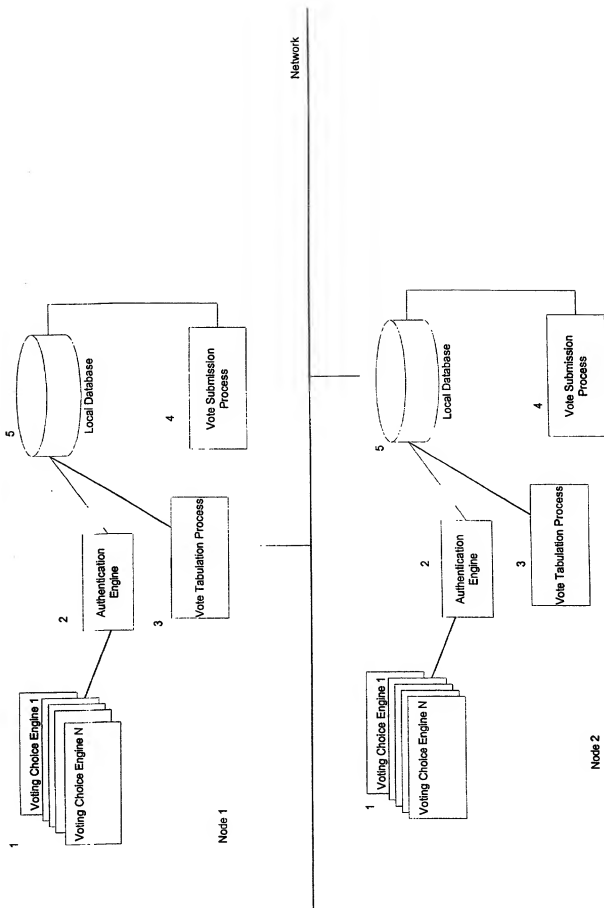 Network
5
Local Database
4
Vote Submission
Process
2
Authentication
Engine
3
Vote Tabulation Process
1
Voting Choice Engine 1
Voting Choice Engine N
Node 1
5
Local Database
4
Vote Submission
Process
2
Authentication
Engine
3
Vote Tabulation Process
1
Voting Choice Engine 1
Voting Choice Engine N
Node 2